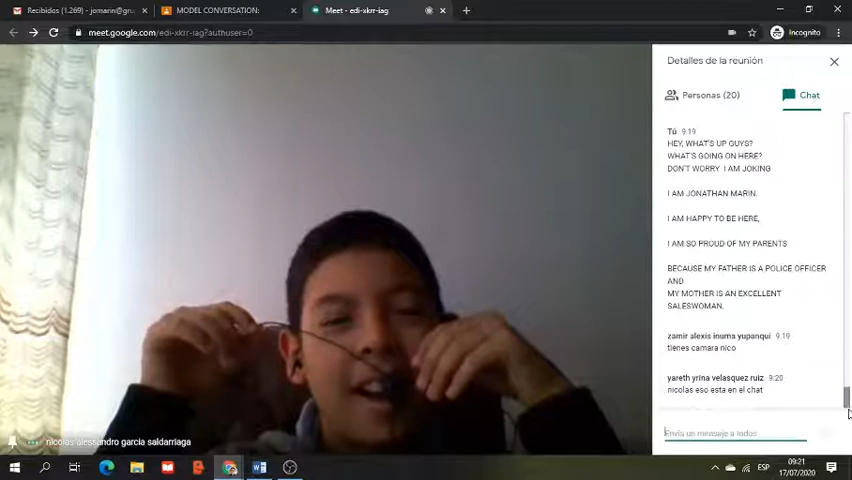 Recibidos (1.269) - jomarin@gru
MODEL CONVERSATION:
Meet - edi-xkrr-iag
meet.google.com/edi-xkrr-iag?authuser=0
Incognito
Detalles de la reunión
Personas (20)
Chat
Tú 9:19
HEY, WHAT'S UP GUYS?
WHAT'S GOING ON HERE?
DON'T WORRY I AM JOKING
I AM JONATHAN MARIN.
I AM HAPPY TO BE HERE,
I AM SO PROUD OF MY PARENTS
BECAUSE MY FATHER IS A POLICE OFFICER
AND
MY MOTHER IS AN EXCELLENT
SALESWOMAN.
zamir alexis inuma yupanqui 9:19
tienes camara nico
yareth yrina velasquez ruiz 9:20
nicolas eso esta en el chat
Envía un mensaje a todos
nicolas alessandro garcia saldarriaga
ESP
09:21
17/07/2020